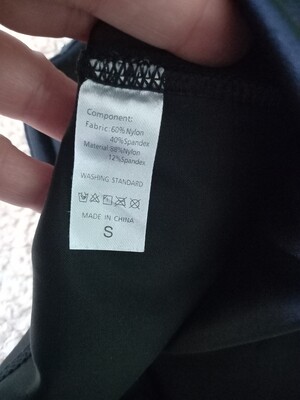 Component:
Fabric: 60%Nylon
40%Spandex
Material:88%Nylon
12%Spandex
WASHING STANDARD
MADE IN CHINA
S